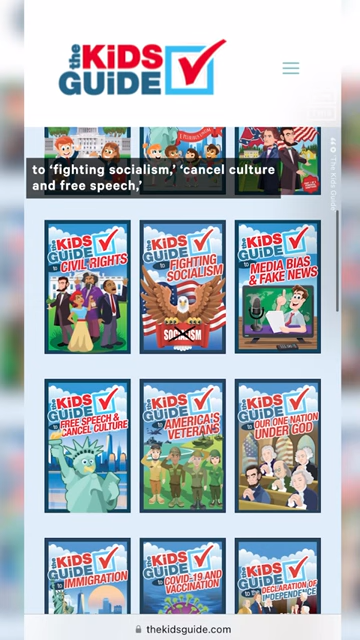 the KiDS
GUIDE
to ‘fighting socialism,’ ‘cancel culture
and free speech,’
The Kids Guide
the KiDS
GUIDE
to CIVIL RIGHTS
the KiDS
GUIDE
to FIGHTING
SOCIALISM
SOCIALISM
the KiDS
GUIDE
to MEDIA BIAS
& FAKE NEWS
the KiDS
GUIDE
to FREE SPEECH &
CANCEL CULTURE
the KiDS
GUIDE
to AMERICA'S
VETERANS
the KiDS
GUIDE
to OUR ONE NATION
UNDER GOD
the KiDS
GUIDE
to IMMIGRATION
the KiDS
GUIDE
to COVID-19 AND
VACCINATION
the KiDS
GUIDE
to the DECLARATION OF
INDEPENDENCE
thekidsguide.com